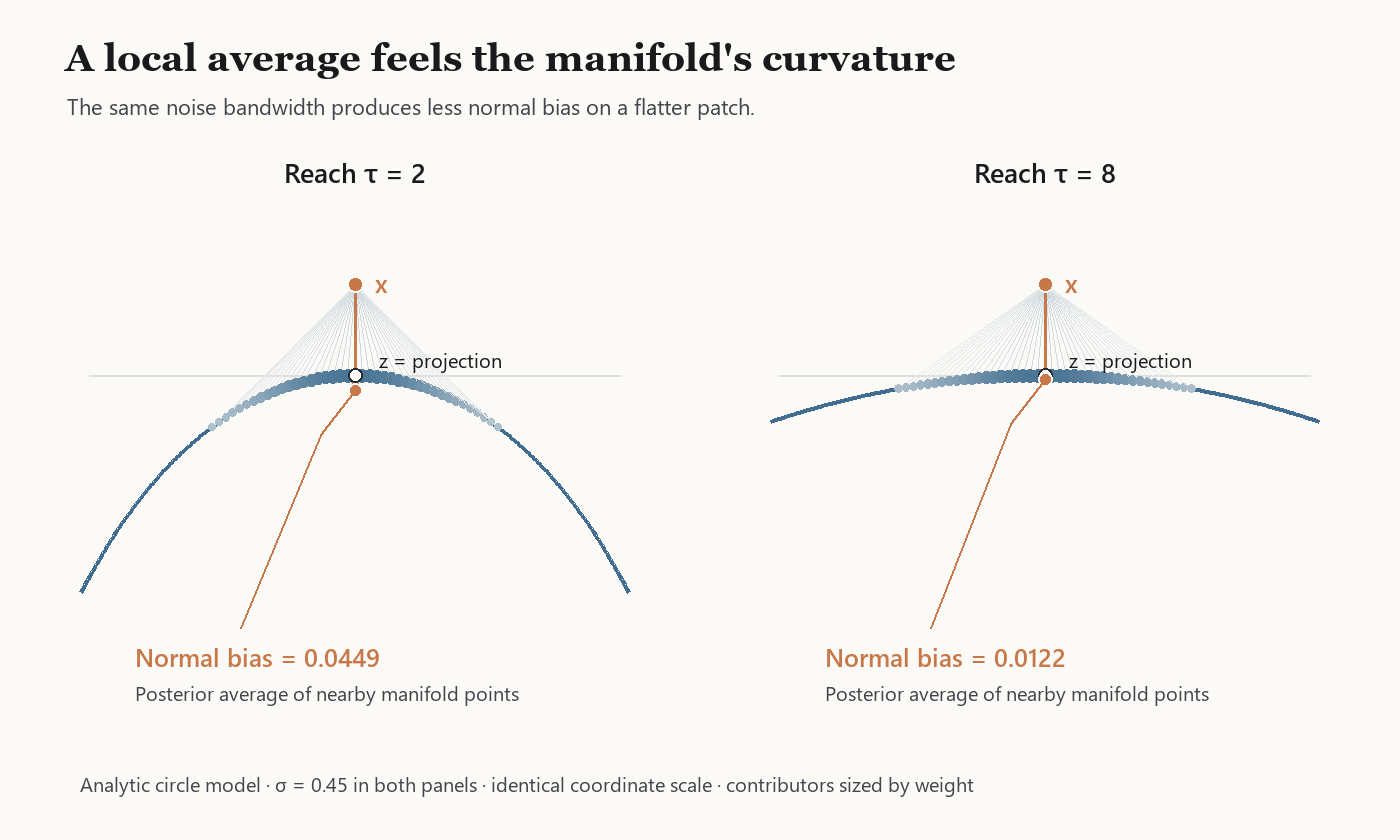 A local average feels the manifold's curvature
The same noise bandwidth produces less normal bias on a flatter patch.
Reach τ = 2
x
z = projection
Normal bias = 0.0449
Posterior average of nearby manifold points
Reach τ = 8
x
z = projection
Normal bias = 0.0122
Posterior average of nearby manifold points
Analytic circle model · σ = 0.45 in both panels · identical coordinate scale · contributors sized by weight